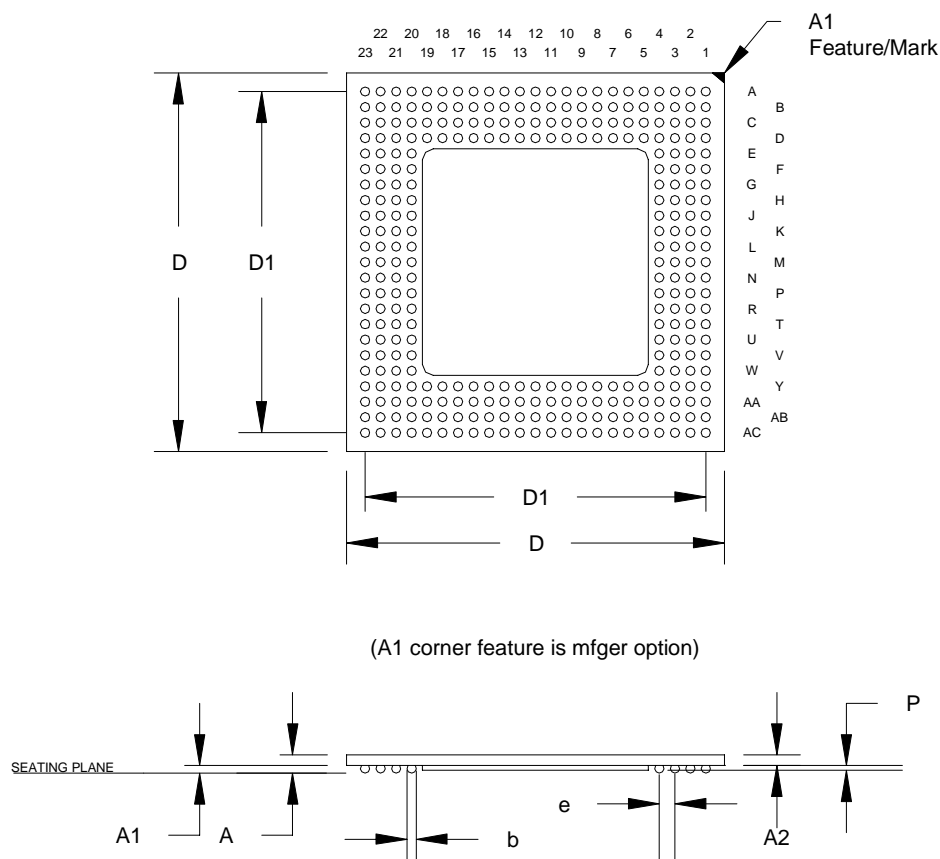 A1
Feature/Mark
22 20 18 16 14 12 10 8 6 4 2
23 21 19 17 15 13 11 9 7 5 3 1
A
B
C
D
E
F
G
H
J
K
L
M
N
P
R
T
U
V
W
Y
AA
AB
AC
D
D1
D1
D
(A1 corner feature is mfger option)
P
SEATING PLANE
e
A1
A
b
A2